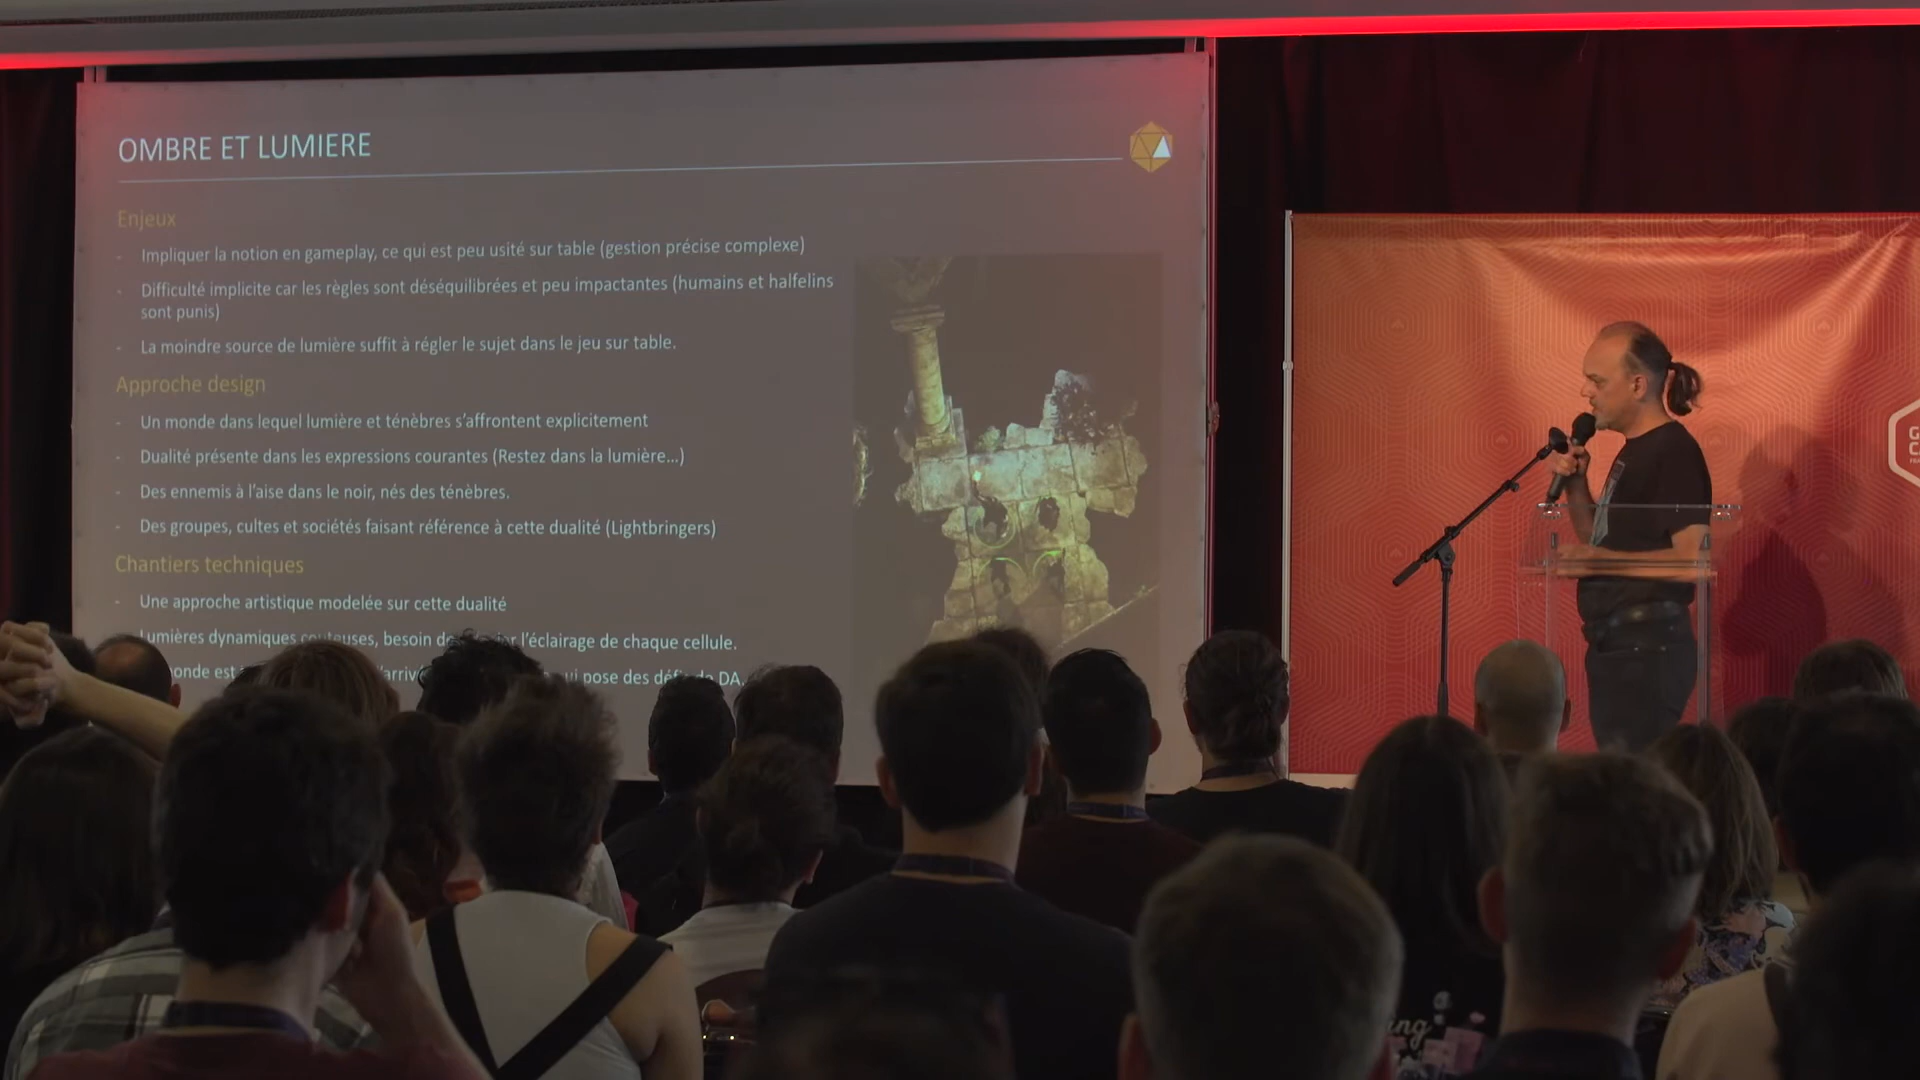 OMBRE ET LUMIERE
Enjeux
- Impliquer la notion en gameplay, ce qui est peu usité sur table (gestion précise complexe)
- Difficulté implicite car les règles sont déséquilibrées et peu impactantes (humains et halfelins
sont punis)
- La moindre source de lumière suffit à régler le sujet dans le jeu sur table.
Approche design
- Un monde dans lequel lumière et ténèbres s'affrontent explicitement
- Dualité présente dans les expressions courantes (Restez dans la lumière...)
- Des ennemis à l'aise dans le noir, nés des ténèbres.
- Des groupes, cultes et sociétés faisant référence à cette dualité (Lightbringers)
Chantiers techniques
- Une approche artistique modelée sur cette dualité
Lumières dynamiques couteuses, besoin de l'éclairage de chaque cellule.
est pose des DA.